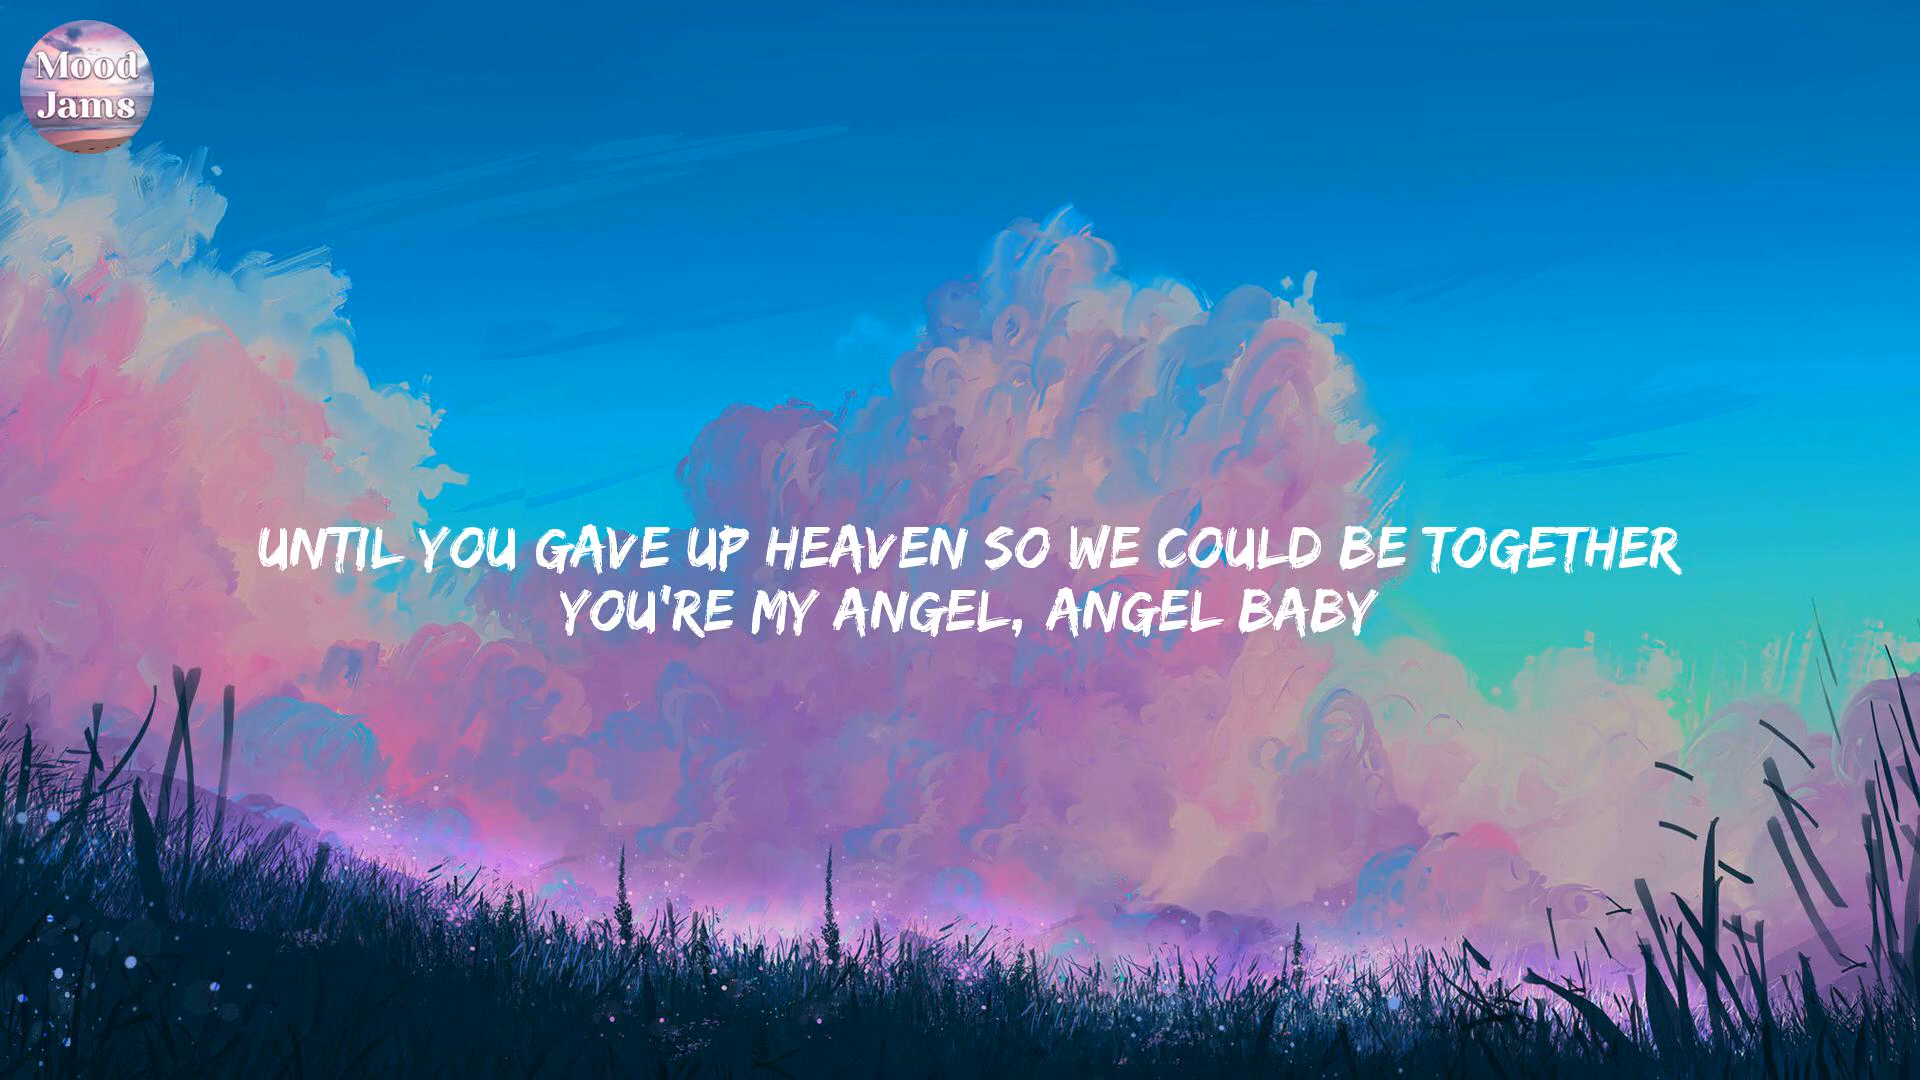 Mood
Jams
UNTIL YOU GAVE UP HEAVEN SO WE COULD BE TOGETHER
YOU'RE MY ANGEL, ANGEL BABY